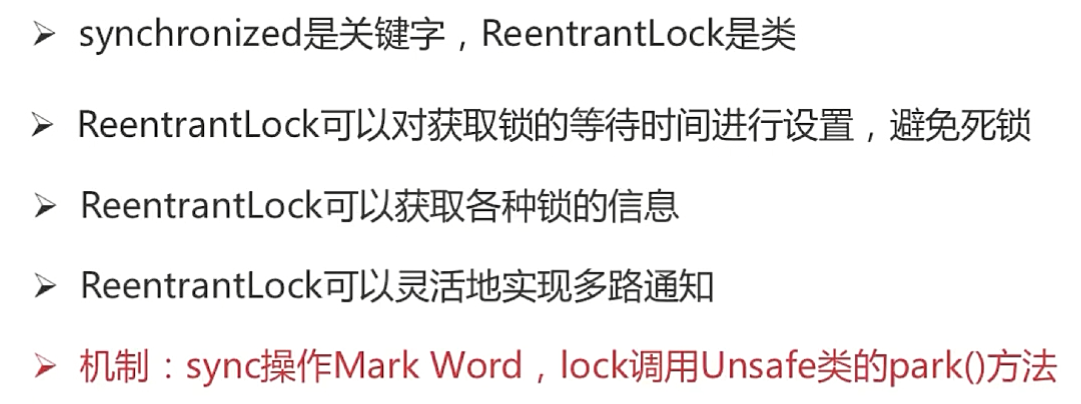 ➢ synchronized是关键字，ReentrantLock是类
➢ ReentrantLock可以对获取锁的等待时间进行设置，避免死锁
➢ ReentrantLock可以获取各种锁的信息
➢ ReentrantLock可以灵活地实现多路通知
➢ 机制：sync操作Mark Word，lock调用Unsafe类的park()方法